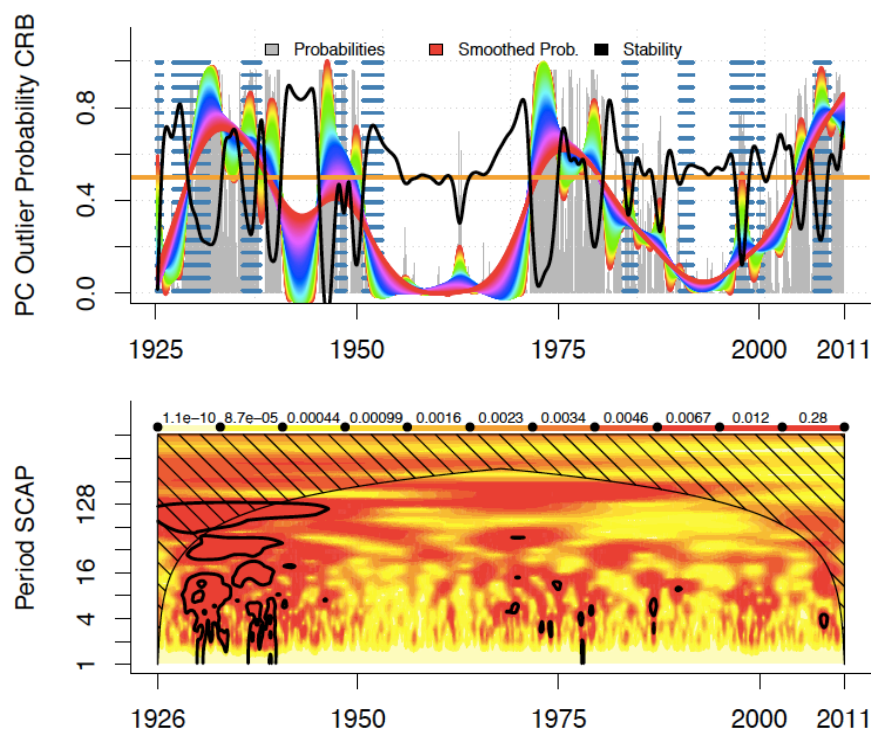 PC Outlier Probability CRB
Probabilities Smoothed Prob. Stability
0.8
0.4
0.0
1925 1950 1975 2000 2011
Period SCAP
1.1e−10 8.7e−05 0.00044 0.00099 0.0016 0.0023 0.0034 0.0046 0.0067 0.012 0.28
128
16
4
1
1926 1950 1975 2000 2011